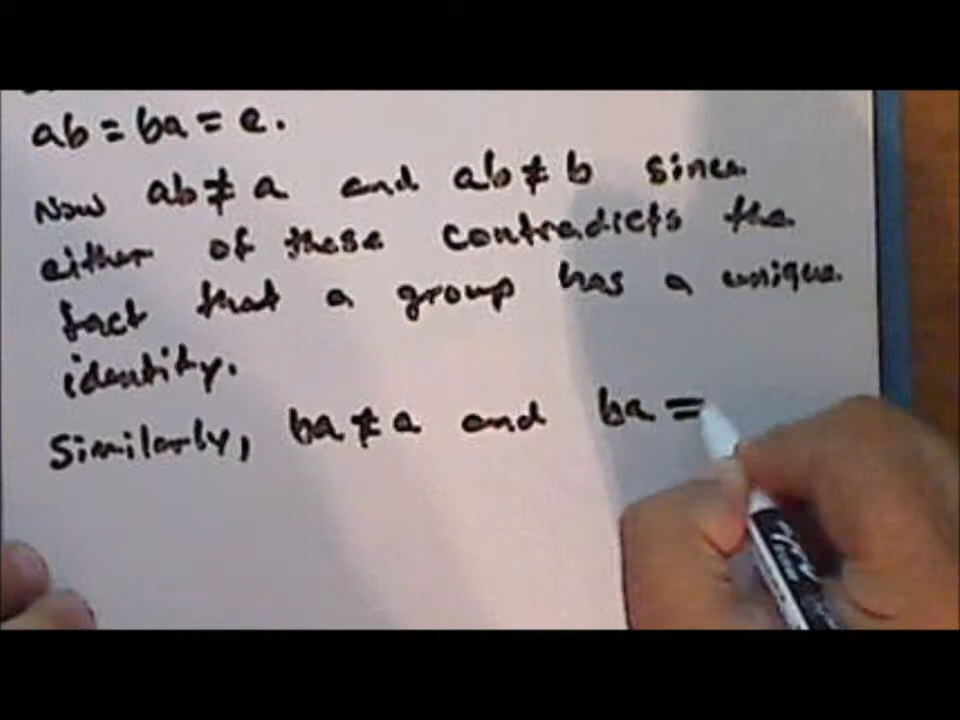 ab = ba = e.
Now ab ≠ a and ab ≠ b since
either of these contradicts the
fact that a group has a unique
identity.
Similarly, ba ≠ a and ba =